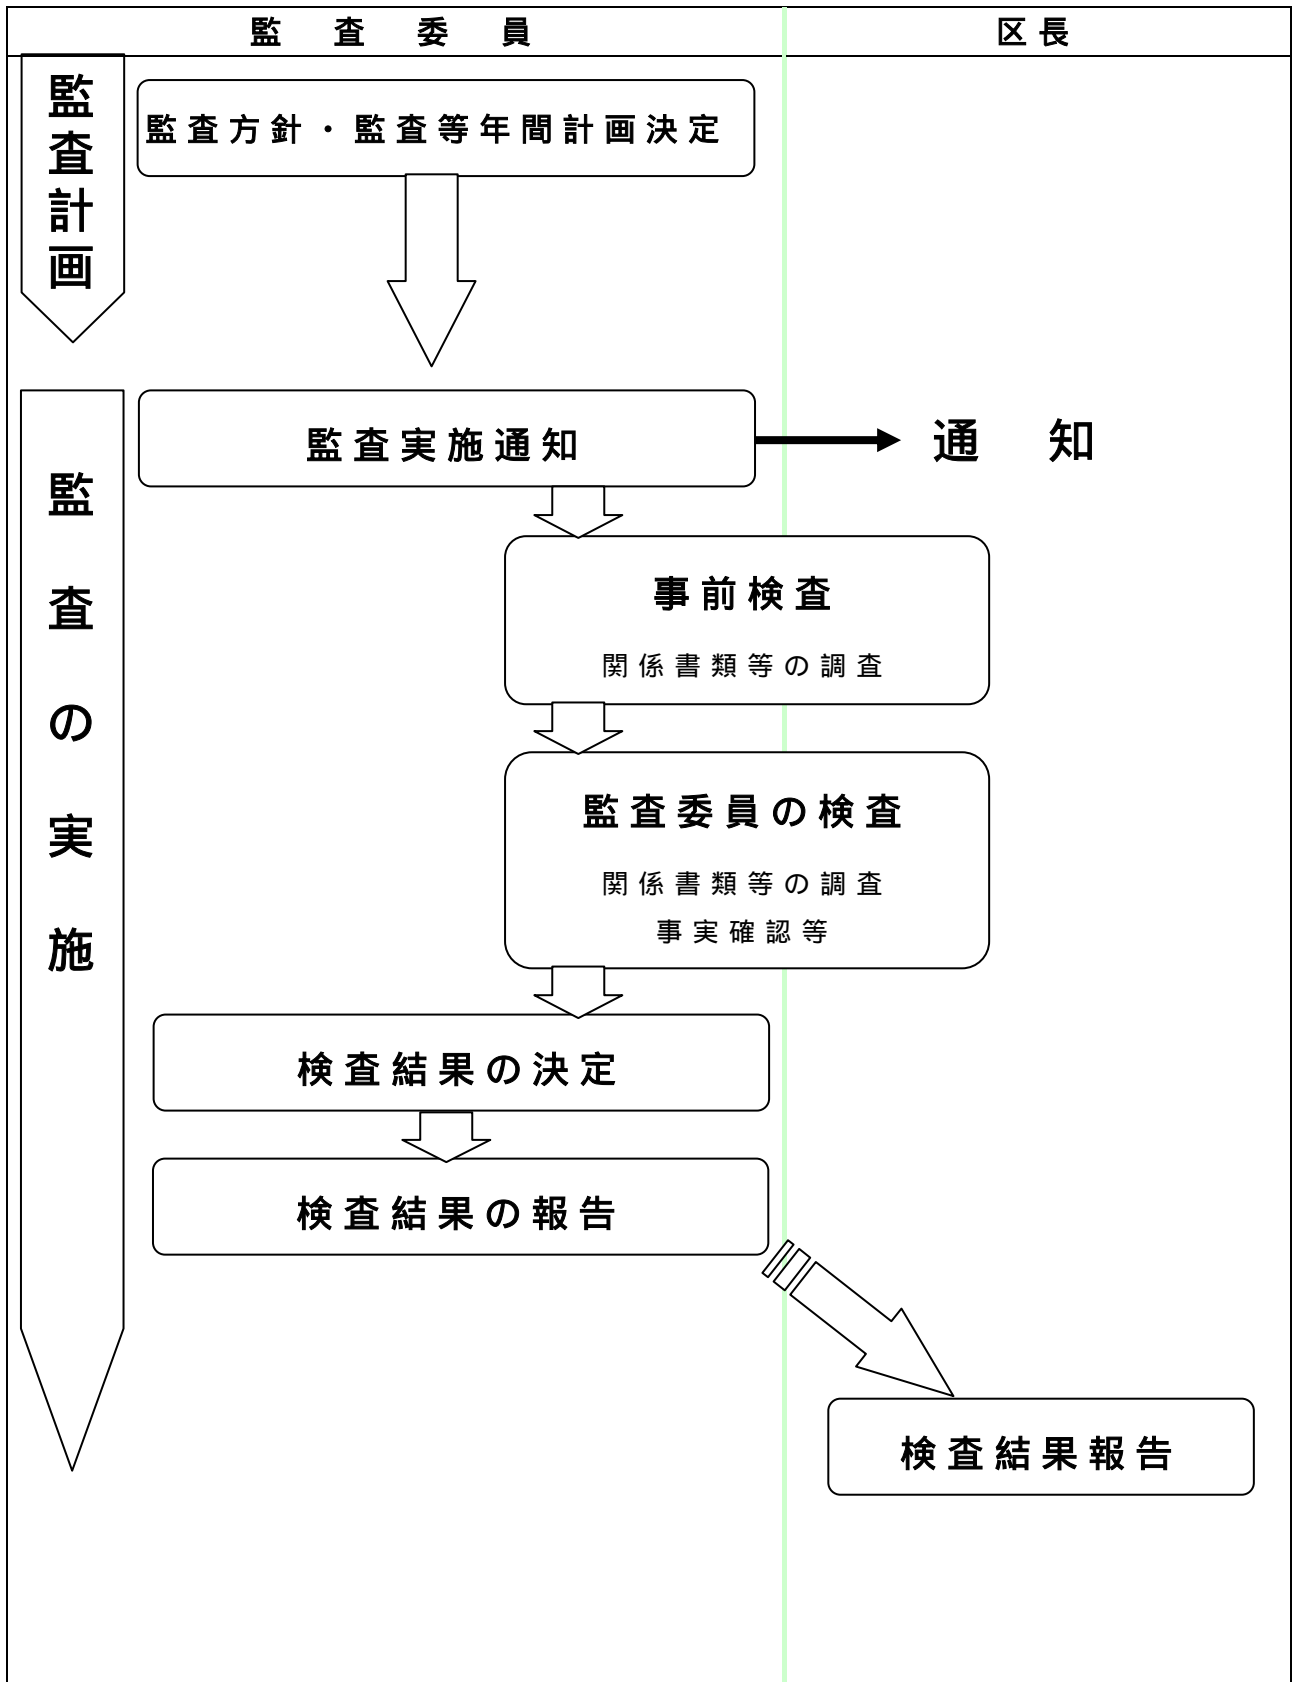 監査委員
区長
監査計画
監査方針・監査等年間計画決定
監査の実施
監査実施通知
通知
事前検査
関係書類等の調査
監査委員の検査
関係書類等の調査
事実確認等
検査結果の決定
検査結果の報告
検査結果報告